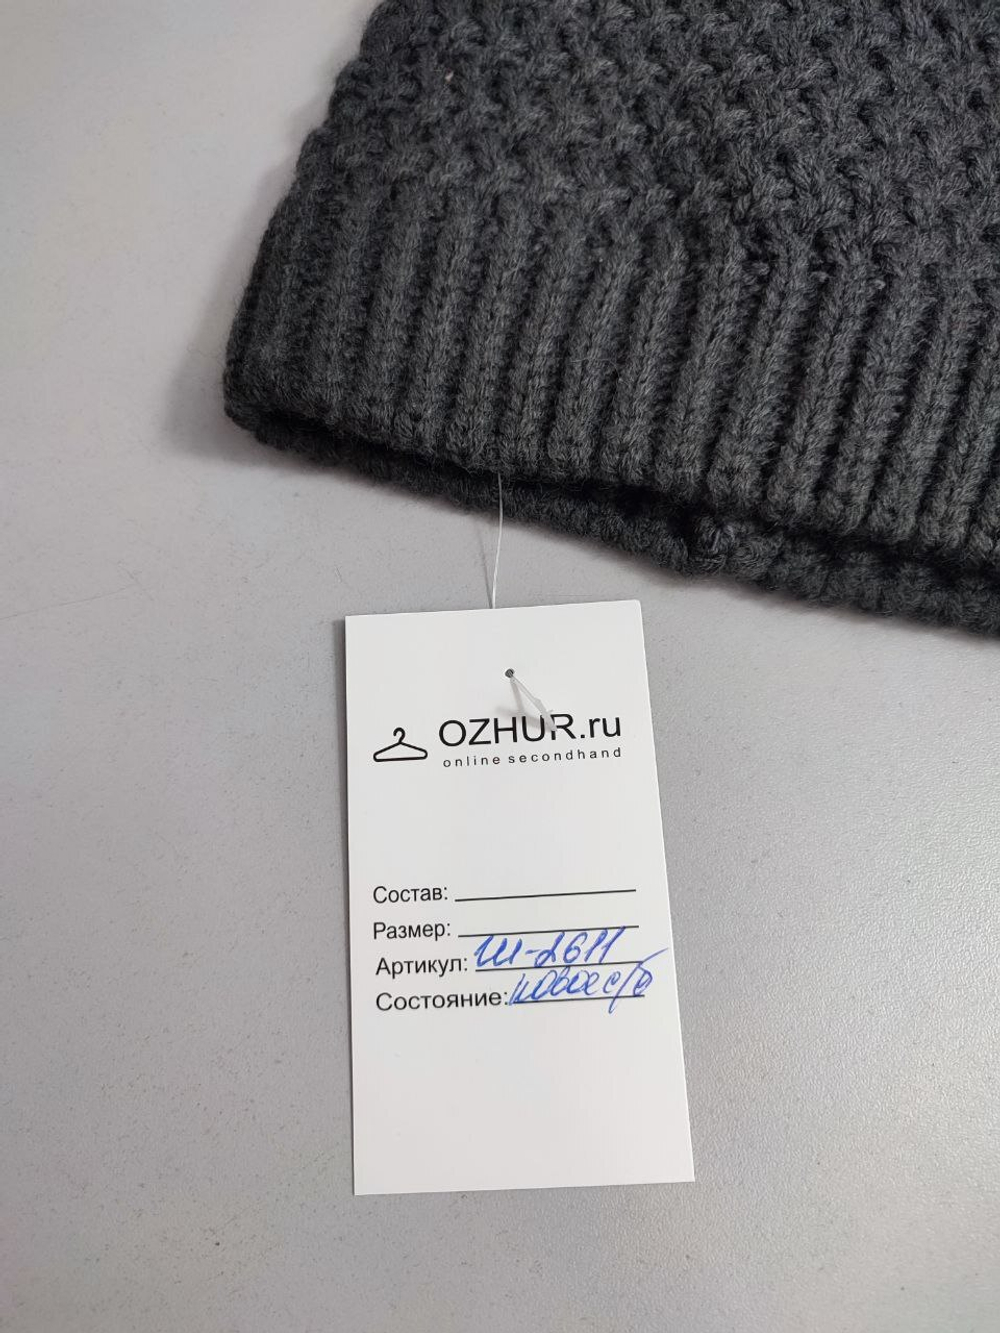 OZHUR.ru
online secondhand
Состав:
Размер:
Артикул: Ш-2611
Состояние: новое с/б